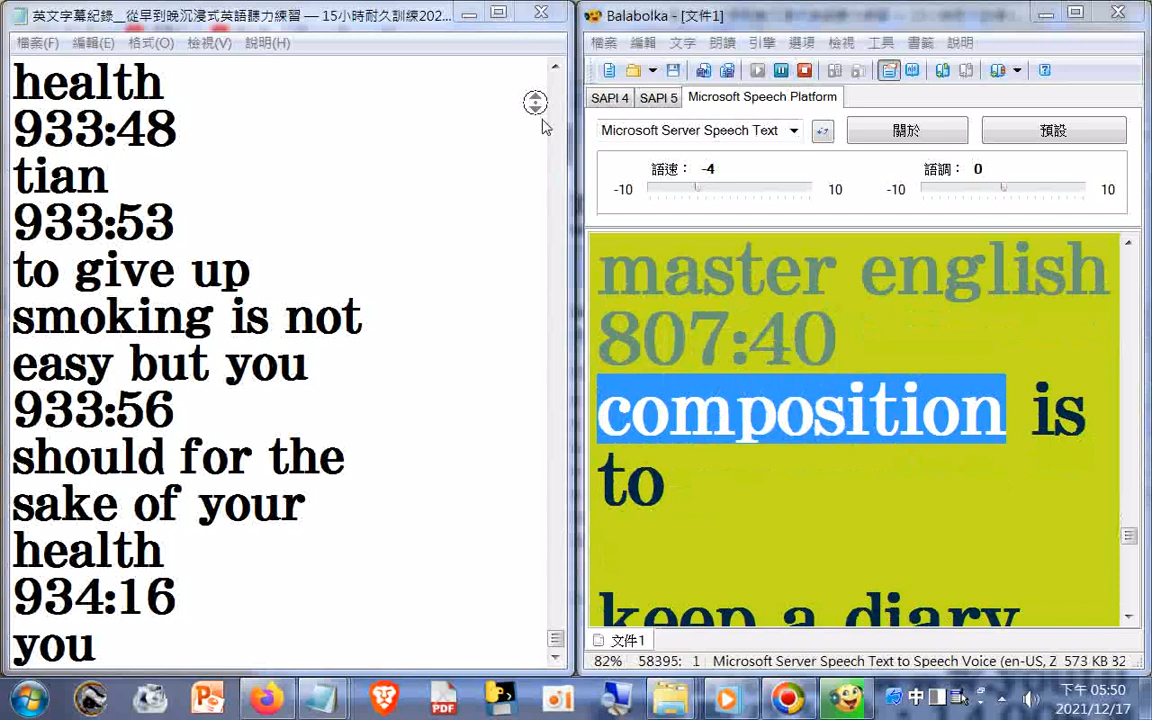 英文字幕紀錄__從早到晚沉浸式英語聽力練習 — 15小時耐久訓練202...
檔案(F) 編輯(E) 格式(O) 檢視(V) 說明(H)
health
933:48
tian
933:53
to give up
smoking is not
easy but you
933:56
should for the
sake of your
health
934:16
you
Balabolka - [文件1]
檔案 編輯 文字 朗讀 引擎 選項 檢視 工具 書籤 說明
SAPI 4 SAPI 5 Microsoft Speech Platform
Microsoft Server Speech Text 關於 預設
語速： -4 語調： 0
-10 10 -10 10
master english
807:40
composition is
to
keep a diary
文件1
82% 58395: 1 Microsoft Server Speech Text to Speech Voice (en-US, Z 573 KB 32
PDF
中
下午 05:50
2021/12/17